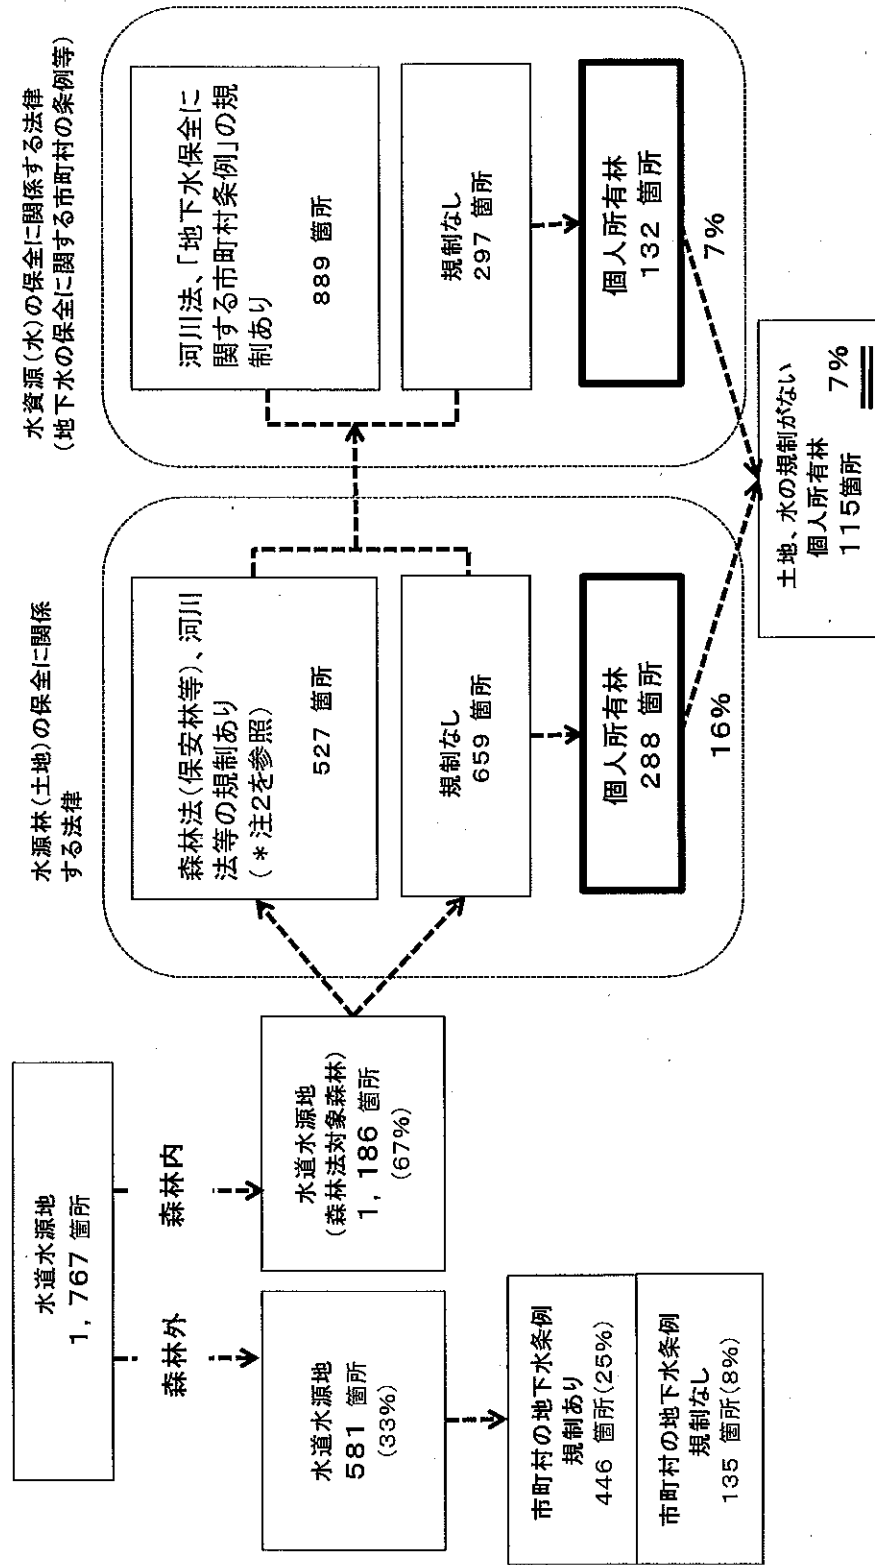 水道水源地
1，767 箇所
森林外
森林内
水道水源地
581 箇所
(33%)
市町村の地下水条例
規制あり
446 箇所(25%)
市町村の地下水条例
規制なし
135 箇所(8%)
水道水源地
(森林法対象森林)
1，186 箇所
(67%)
水源林(土地)の保全に関係
する法律
森林法(保安林等)、河川
法等の規制あり
(＊注2を参照)
527 箇所
規制なし
659 箇所
個人所有林
288 箇所
16%
水資源(水)の保全に関係する法律
(地下水の保全に関する市町村の条例等)
河川法、「地下水保全に
関する市町村条例」の規
制あり
889 箇所
規制なし
297 箇所
個人所有林
132 箇所
7%
土地、水の規制がない
個人所有林
115箇所 7%